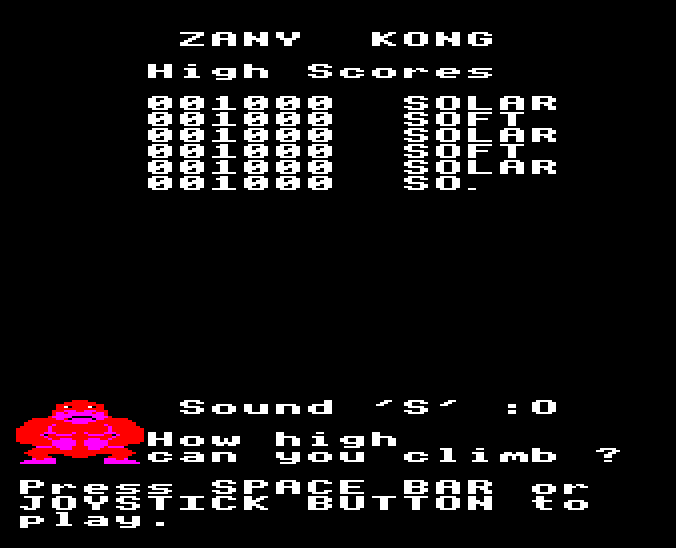 ZANY KONG
High Scores
001000 SOLAR
001000 SOFT
001000 SOLAR
001000 SOFT
001000 SOLAR
001000 SO.
Sound 'S' :0
How high
can you climb ?
Press SPACE BAR or
JOYSTICK BUTTON to
play.